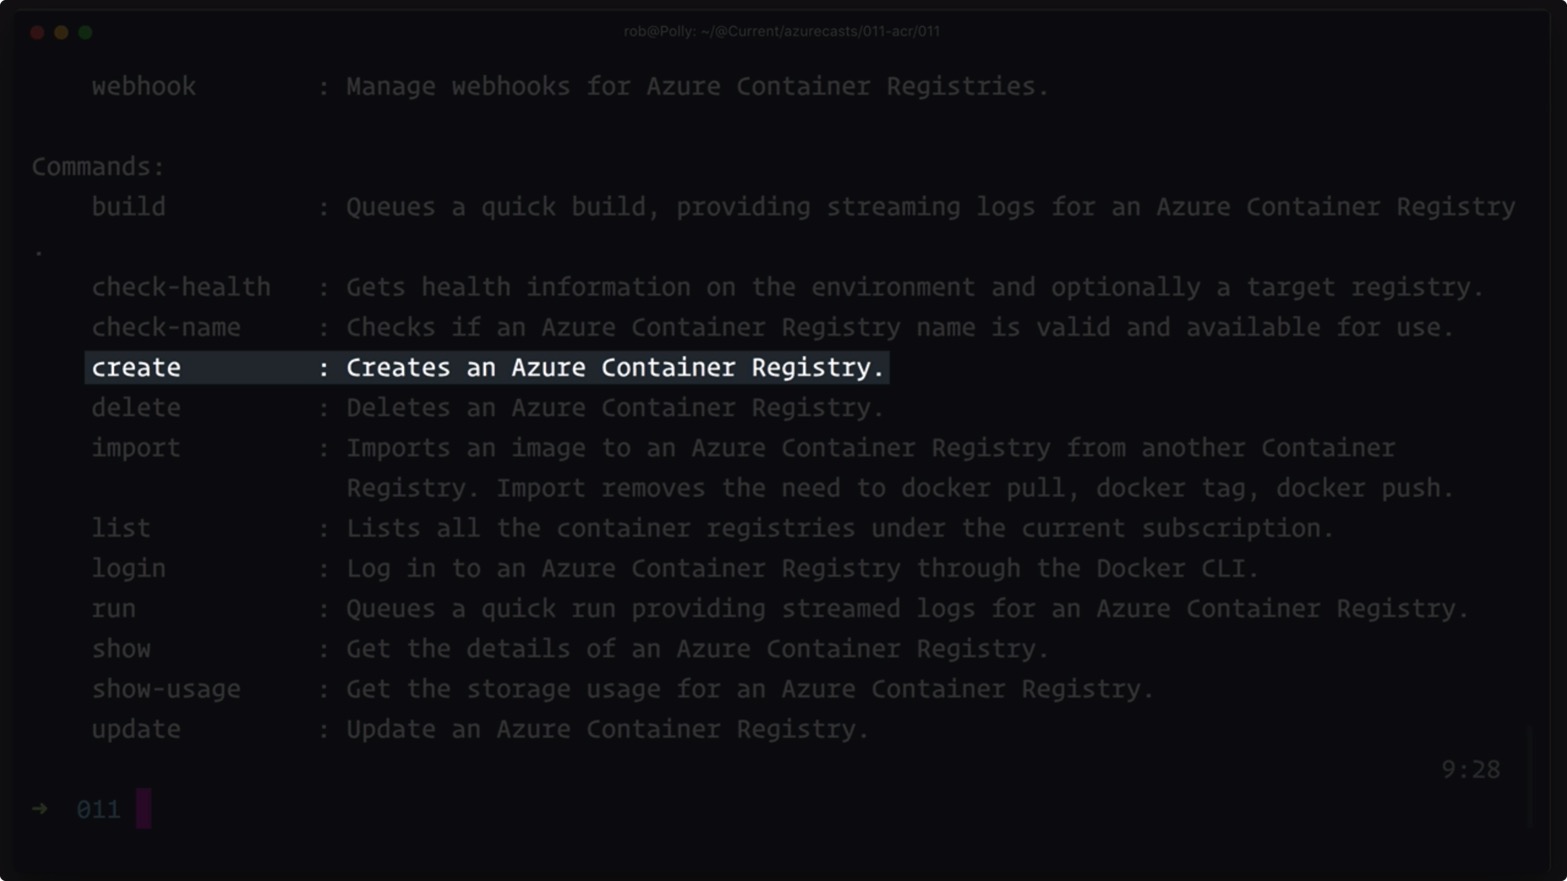 rob@Polly: ~/@Current/azurecasts/011-acr/011
webhook : Manage webhooks for Azure Container Registries.
Commands:
build : Queues a quick build, providing streaming logs for an Azure Container Registry
.
check-health : Gets health information on the environment and optionally a target registry.
check-name : Checks if an Azure Container Registry name is valid and available for use.
create : Creates an Azure Container Registry.
delete : Deletes an Azure Container Registry.
import : Imports an image to an Azure Container Registry from another Container
Registry. Import removes the need to docker pull, docker tag, docker push.
list : Lists all the container registries under the current subscription.
login : Log in to an Azure Container Registry through the Docker CLI.
run : Queues a quick run providing streamed logs for an Azure Container Registry.
show : Get the details of an Azure Container Registry.
show-usage : Get the storage usage for an Azure Container Registry.
update : Update an Azure Container Registry.
9:28
➜ 011